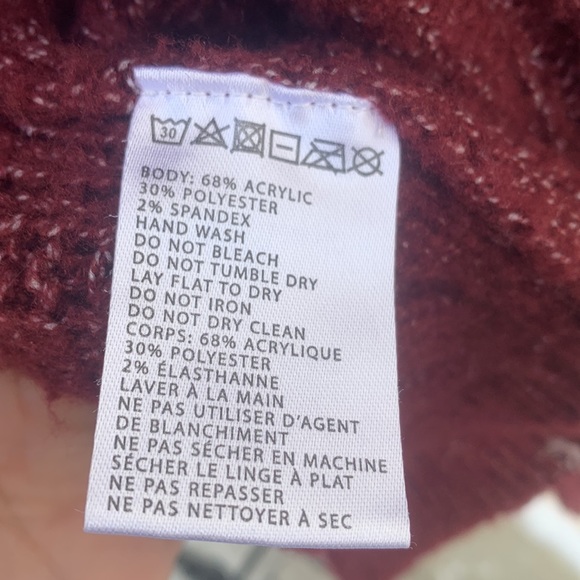 30
BODY: 68% ACRYLIC
30% POLYESTER
2% SPANDEX
HAND WASH
DO NOT BLEACH
DO NOT TUMBLE DRY
LAY FLAT TO DRY
DO NOT IRON
DO NOT DRY CLEAN
CORPS: 68% ACRYLIQUE
30% POLYESTER
2% ÉLASTHANNE
LAVER À LA MAIN
NE PAS UTILISER D'AGENT
DE BLANCHIMENT
NE PAS SÉCHER EN MACHINE
SÉCHER LE LINGE À PLAT
NE PAS REPASSER
NE PAS NETTOYER À SEC